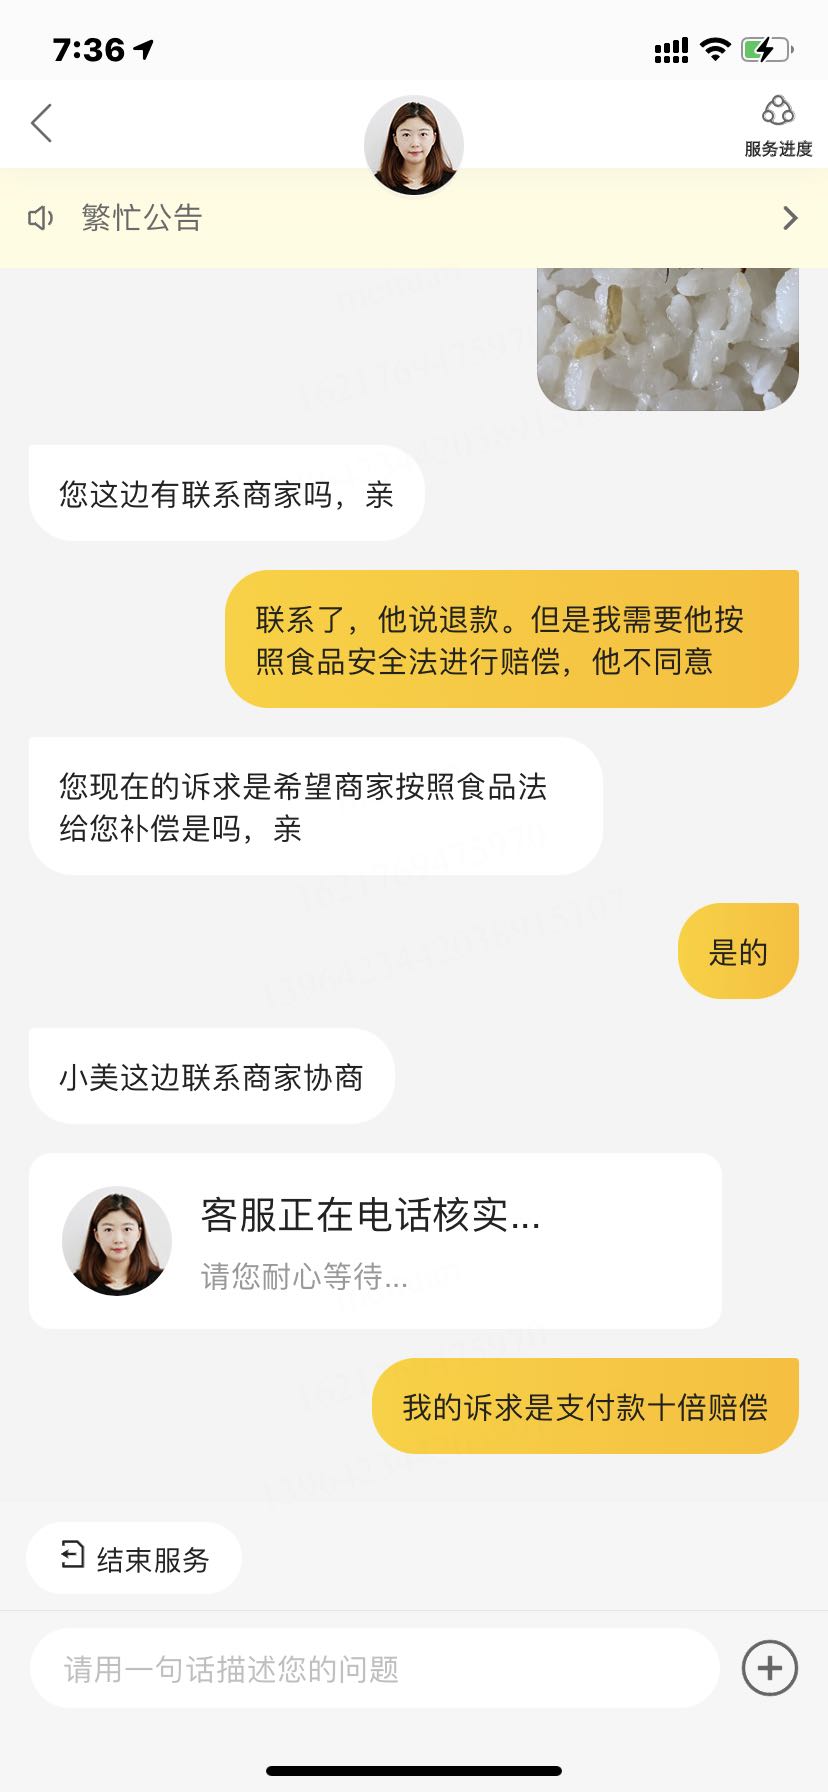 7:36
服务进度
繁忙公告
您这边有联系商家吗，亲
联系了，他说退款。但是我需要他按
照食品安全法进行赔偿，他不同意
您现在的诉求是希望商家按照食品法
给您补偿是吗，亲
是的
小美这边联系商家协商
客服正在电话核实...
请您耐心等待...
我的诉求是支付款十倍赔偿
结束服务
请用一句话描述您的问题